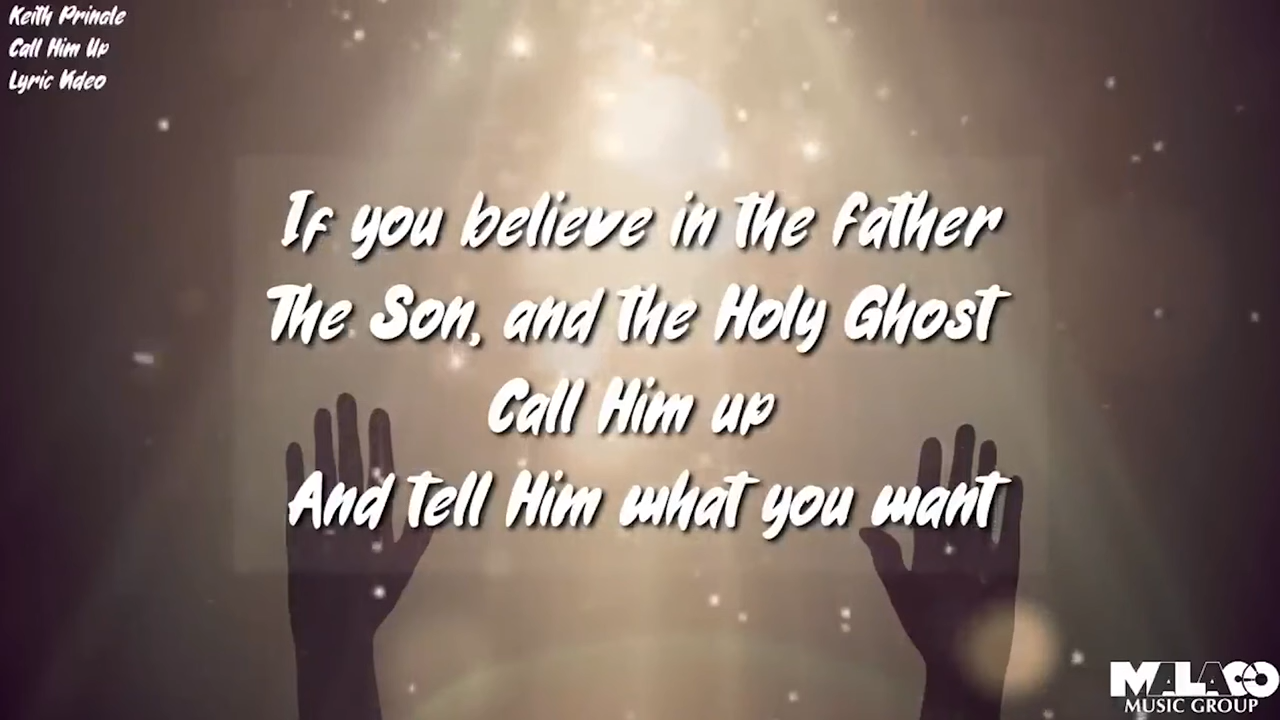 Keith Pringle
Call Him Up
Lyric Video
If you believe in the Father
The Son, and the Holy Ghost
Call Him up
And tell Him what you want
MALACO
MUSIC GROUP